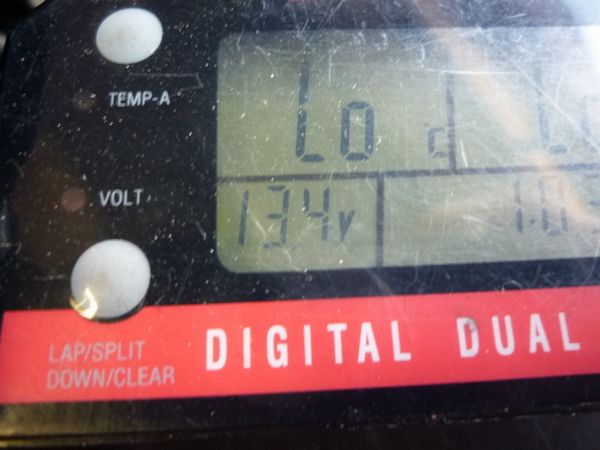 TEMP-A
Lo c
VOLT
13.4v
LAP/SPLIT
DOWN/CLEAR
DIGITAL DUAL